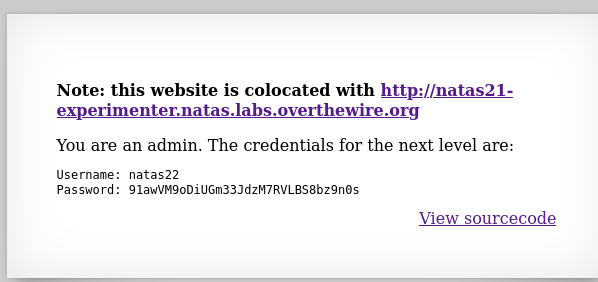 Note: this website is colocated with http://natas21-
experimenter.natas.labs.overthewire.org
You are an admin. The credentials for the next level are:
Username: natas22
Password: 91awVM9oDiUGm33JdzM7RVLBS8bz9n0s
View sourcecode